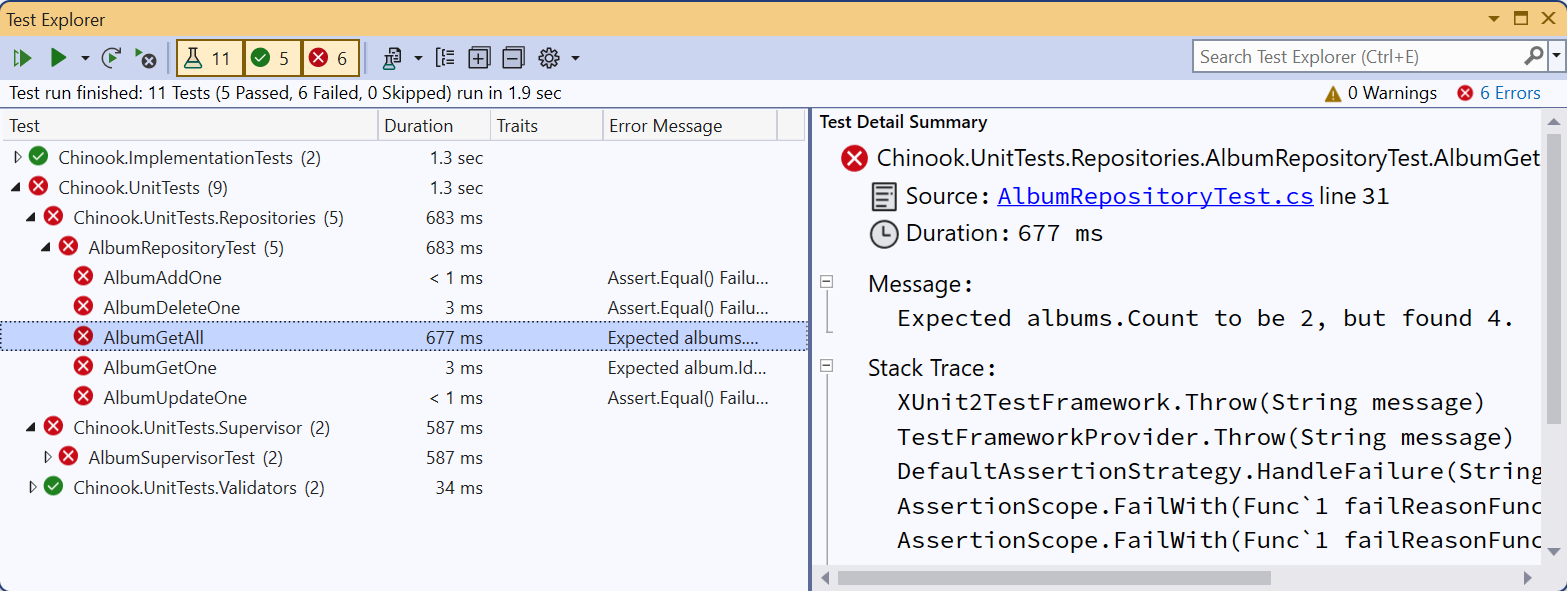 Test Explorer
11 5 6 Search Test Explorer (Ctrl+E)
Test run finished: 11 Tests (5 Passed, 6 Failed, 0 Skipped) run in 1.9 sec 0 Warnings 6 Errors
Test Duration Traits Error Message
Chinook.ImplementationTests (2) 1.3 sec
Chinook.UnitTests (9) 1.3 sec
Chinook.UnitTests.Repositories (5) 683 ms
AlbumRepositoryTest (5) 683 ms
AlbumAddOne < 1 ms Assert.Equal() Failu...
AlbumDeleteOne 3 ms Assert.Equal() Failu...
AlbumGetAll 677 ms Expected albums....
AlbumGetOne 3 ms Expected album.Id...
AlbumUpdateOne < 1 ms Assert.Equal() Failu...
Chinook.UnitTests.Supervisor (2) 587 ms
AlbumSupervisorTest (2) 587 ms
Chinook.UnitTests.Validators (2) 34 ms
Test Detail Summary
Chinook.UnitTests.Repositories.AlbumRepositoryTest.AlbumGet
Source: AlbumRepositoryTest.cs line 31
Duration: 677 ms
Message:
Expected albums.Count to be 2, but found 4.
Stack Trace:
XUnit2TestFramework.Throw(String message)
TestFrameworkProvider.Throw(String message)
DefaultAssertionStrategy.HandleFailure(String
AssertionScope.FailWith(Func`1 failReasonFunc
AssertionScope.FailWith(Func`1 failReasonFunc